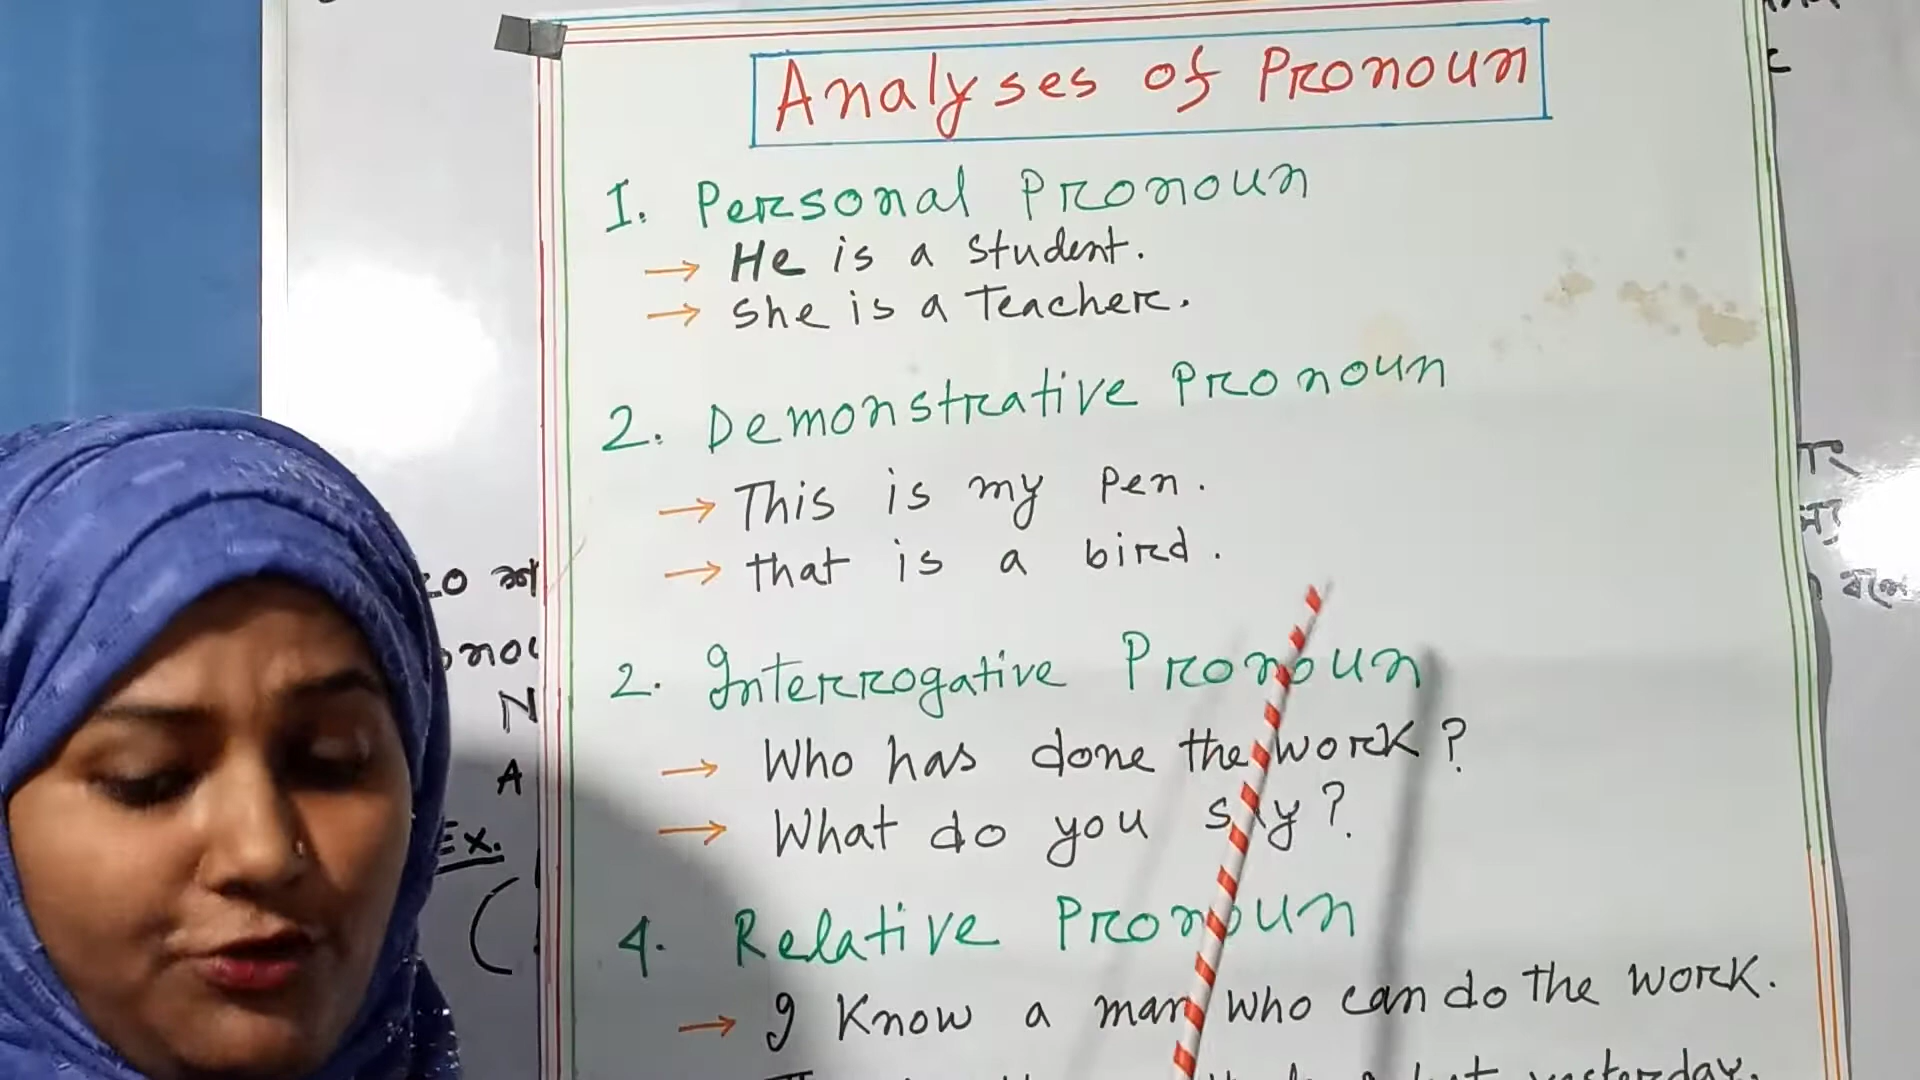 Analyses of Pronoun
1. Personal Pronoun
→ He is a student.
→ She is a Teacher.
2. Demonstrative Pronoun
→ This is my pen.
→ that is a bird.
2. Interrogative Pronoun
→ Who has done the work?
→ What do you say?
4. Relative Pronoun
→ I know a man who can do the work.
yesterday.
N
A
Ex.
(